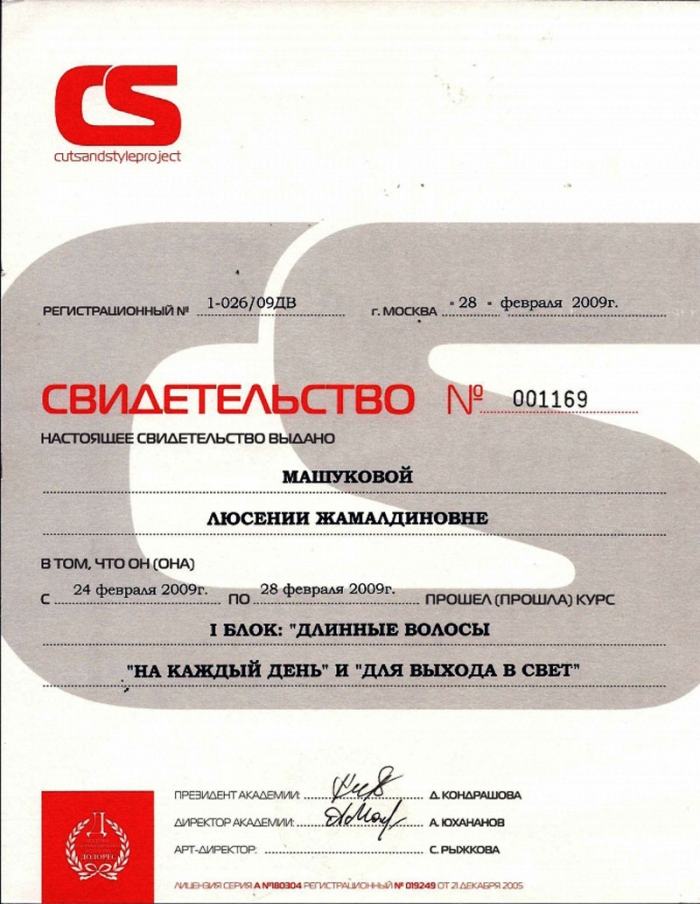 CS
cutsandstyleproject
РЕГИСТРАЦИОННЫЙ № 1-026/09ДВ г. МОСКВА "28" февраля 2009г.
СВИДЕТЕЛЬСТВО № 001169
НАСТОЯЩЕЕ СВИДЕТЕЛЬСТВО ВЫДАНО
МАШУКОВОЙ
ЛЮСЕНИИ ЖАМАЛДИНОВНЕ
В ТОМ, ЧТО ОН (ОНА)
С 24 февраля 2009г. ПО 28 февраля 2009г. ПРОШЕЛ (ПРОШЛА) КУРС
I БЛОК: "ДЛИННЫЕ ВОЛОСЫ
"НА КАЖДЫЙ ДЕНЬ" И "ДЛЯ ВЫХОДА В СВЕТ"
ПРЕЗИДЕНТ АКАДЕМИИ: Д. КОНДРАШОВА
ДИРЕКТОР АКАДЕМИИ: А. ЮХАНАНОВ
АРТ-ДИРЕКТОР: С. РЫЖКОВА
Д
ДОЛОРЕС
ЛИЦЕНЗИЯ СЕРИЯ А №180304 РЕГИСТРАЦИОННЫЙ № 019249 ОТ 21 ДЕКАБРЯ 2005